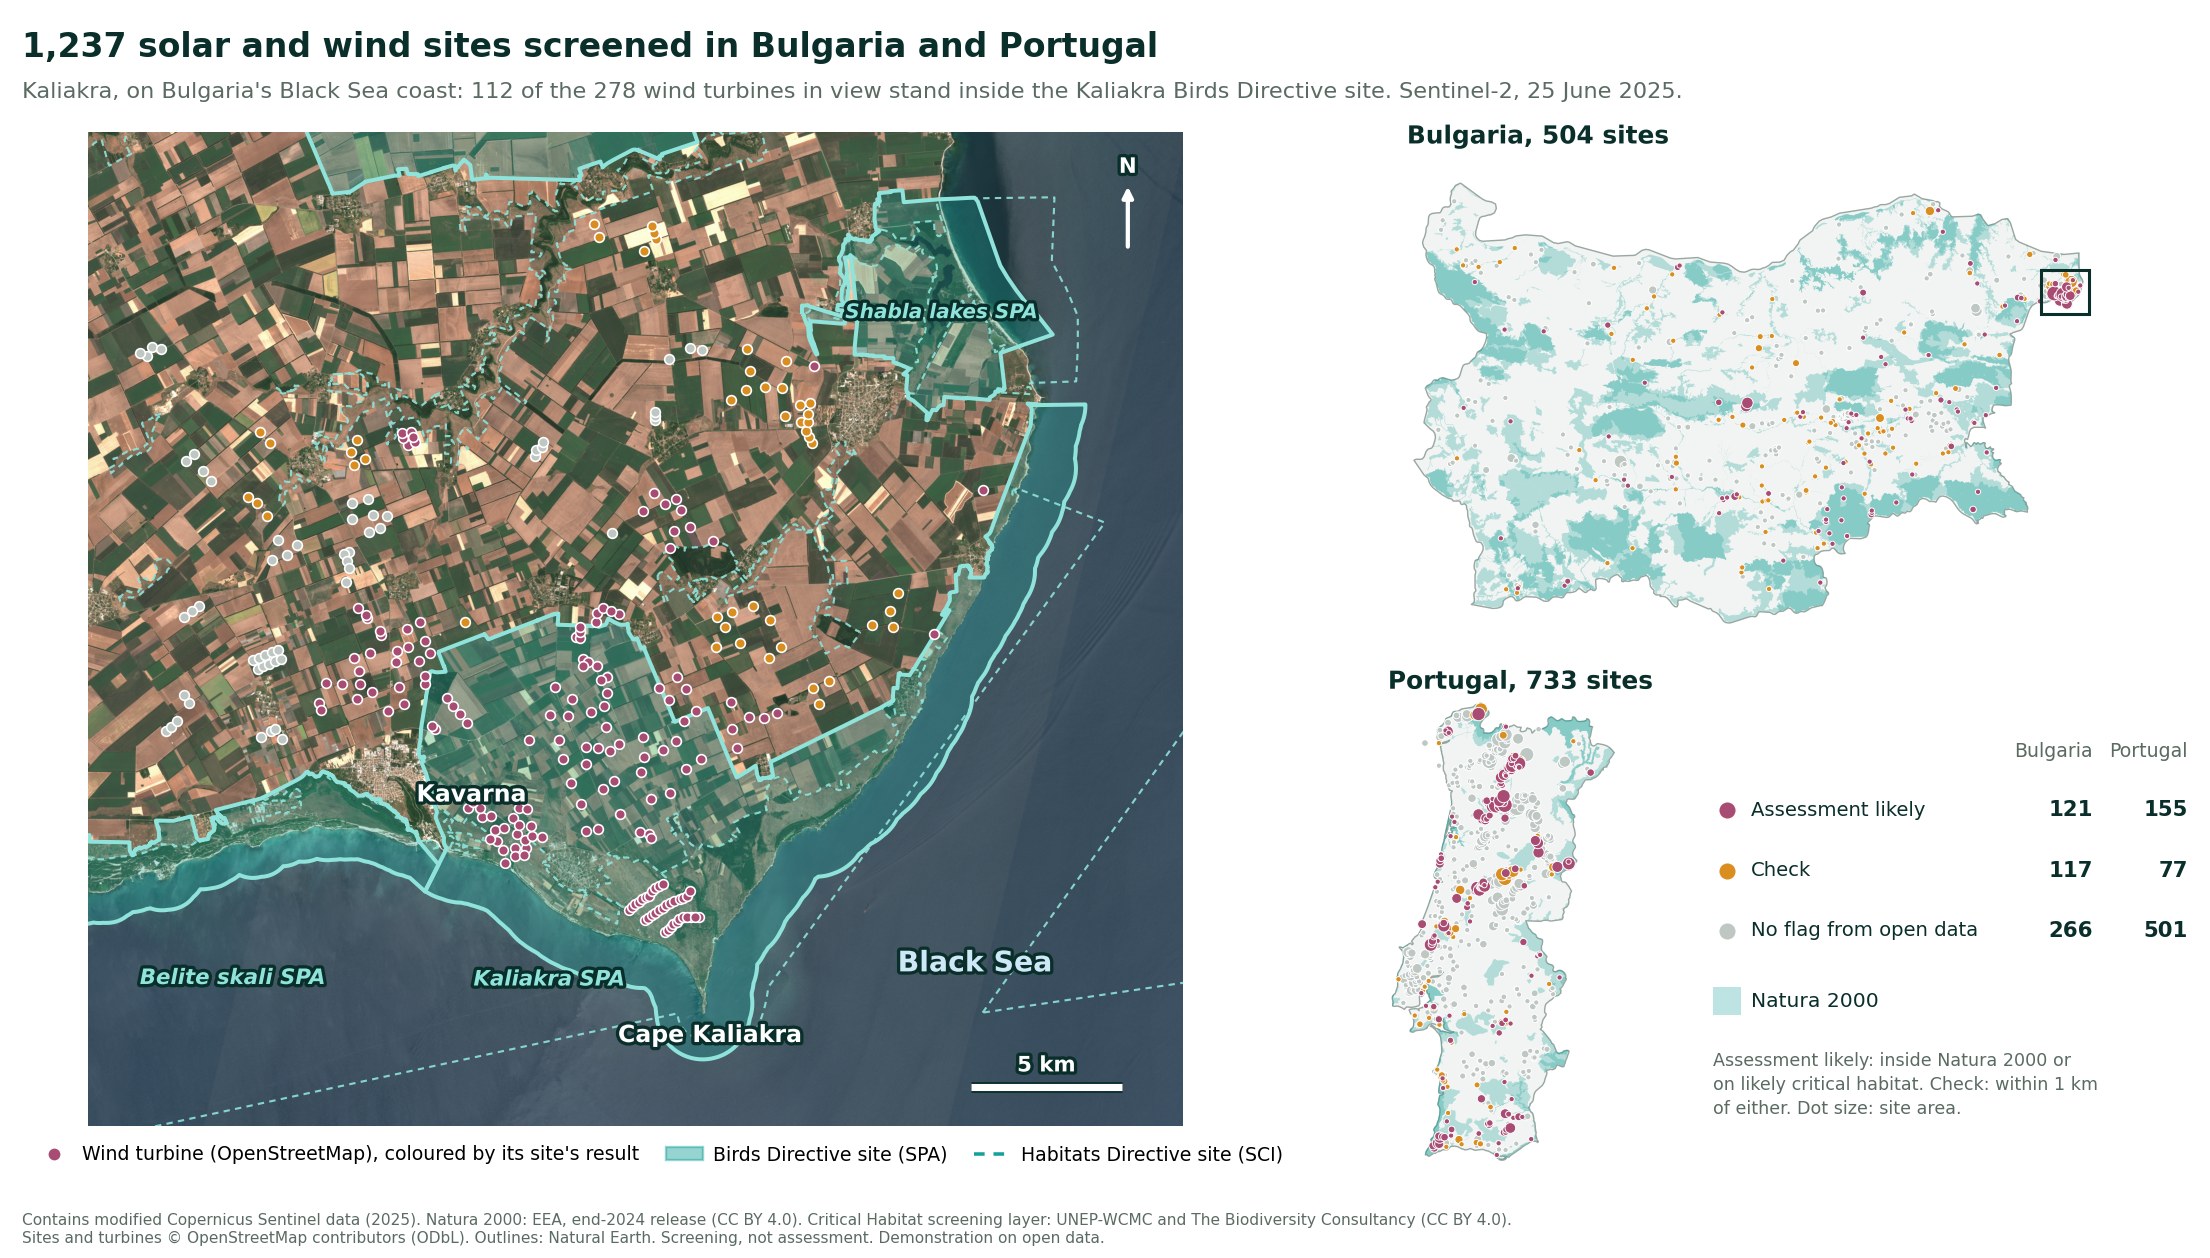 1,237 solar and wind sites screened in Bulgaria and Portugal
Kaliakra, on Bulgaria's Black Sea coast: 112 of the 278 wind turbines in view stand inside the Kaliakra Birds Directive site. Sentinel-2, 25 June 2025.
N
Shabla lakes SPA
Kavarna
Belite skali SPA
Kaliakra SPA
Black Sea
Cape Kaliakra
5 km
Wind turbine (OpenStreetMap), coloured by its site's result
Birds Directive site (SPA)
Habitats Directive site (SCI)
Bulgaria, 504 sites
Portugal, 733 sites
Bulgaria Portugal
Assessment likely 121 155
Check 117 77
No flag from open data 266 501
Natura 2000
Assessment likely: inside Natura 2000 or
on likely critical habitat. Check: within 1 km
of either. Dot size: site area.
Contains modified Copernicus Sentinel data (2025). Natura 2000: EEA, end-2024 release (CC BY 4.0). Critical Habitat screening layer: UNEP-WCMC and The Biodiversity Consultancy (CC BY 4.0).
Sites and turbines © OpenStreetMap contributors (ODbL). Outlines: Natural Earth. Screening, not assessment. Demonstration on open data.